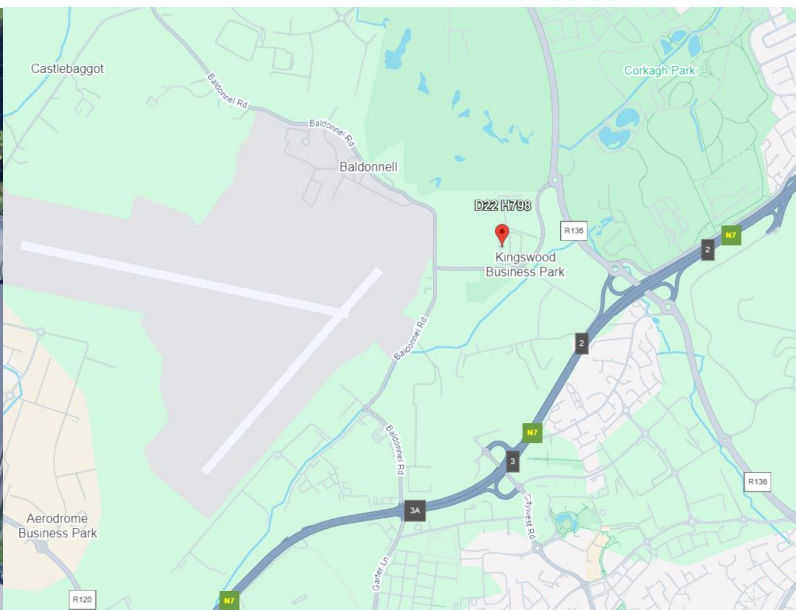 Castlebaggot
Corkagh Park
Baldonnel Rd
Baldonnel Rd
Baldonnell
D22 H798
R136
N7
2
Kingswood
Business Park
Baldonnel Rd
2
N7
Baldonnel Rd
3
R136
Citywest Rd
3A
Aerodrome
Business Park
Garter Ln
R120
N7